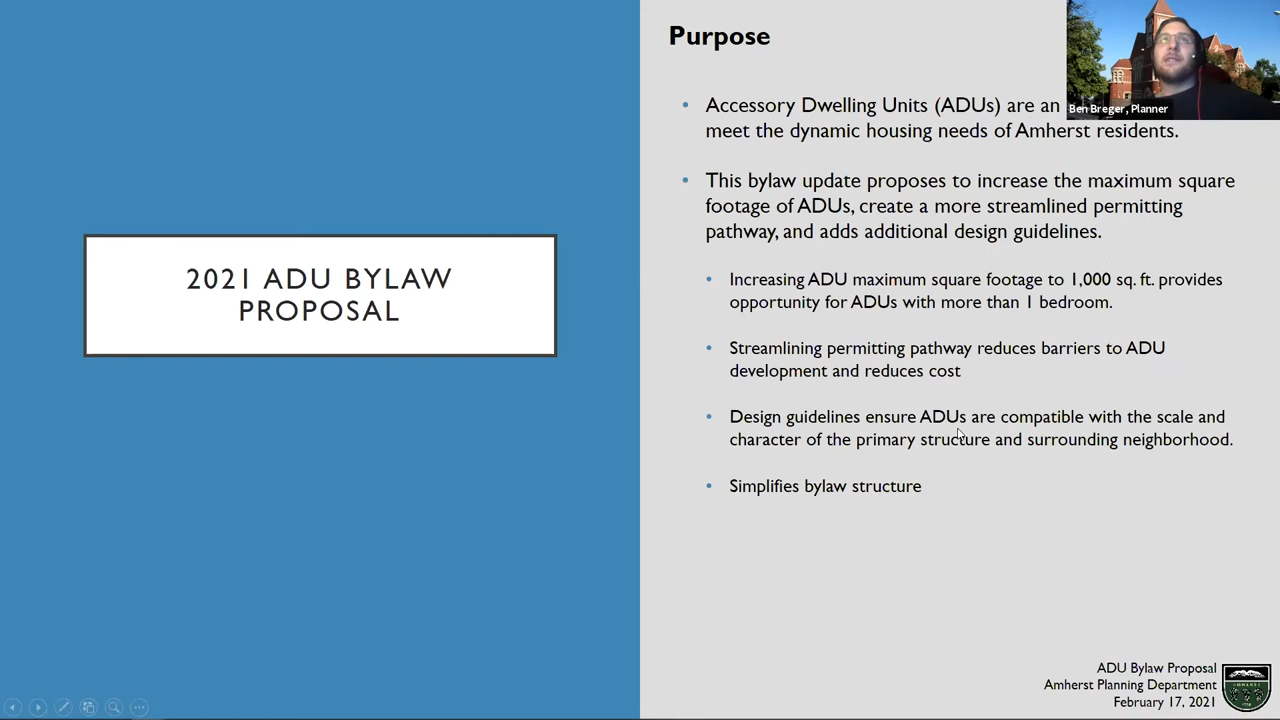 Purpose
Ben Breger, Planner
• Accessory Dwelling Units (ADUs) are an
meet the dynamic housing needs of Amherst residents.
• This bylaw update proposes to increase the maximum square
footage of ADUs, create a more streamlined permitting
pathway, and adds additional design guidelines.
2021 ADU BYLAW
PROPOSAL
• Increasing ADU maximum square footage to 1,000 sq. ft. provides
opportunity for ADUs with more than 1 bedroom.
• Streamlining permitting pathway reduces barriers to ADU
development and reduces cost
• Design guidelines ensure ADUs are compatible with the scale and
character of the primary structure and surrounding neighborhood.
• Simplifies bylaw structure
ADU Bylaw Proposal
Amherst Planning Department
February 17, 2021